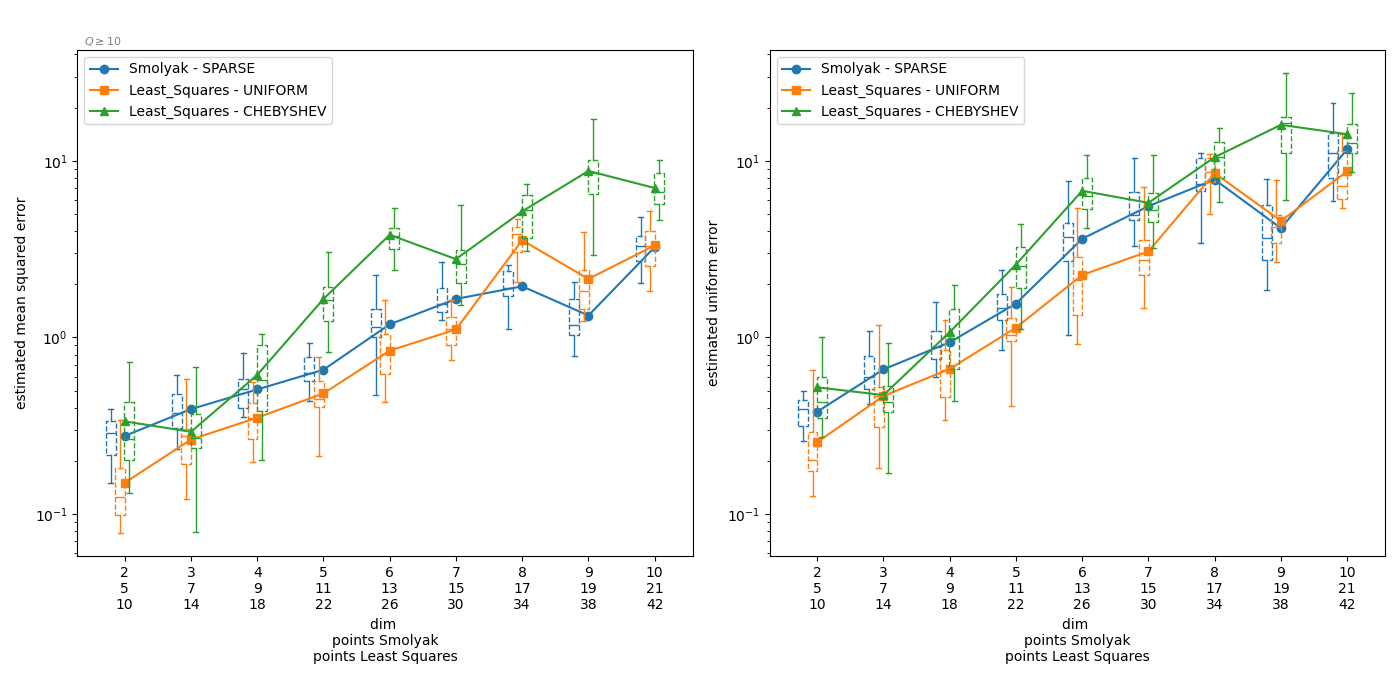 Q ≥ 10
Smolyak - SPARSE
Least_Squares - UNIFORM
Least_Squares - CHEBYSHEV
estimated mean squared error
10¹
10⁰
10⁻¹
2 3 4 5 6 7 8 9 10
5 7 9 11 13 15 17 19 21
10 14 18 22 26 30 34 38 42
dim
points Smolyak
points Least Squares
Smolyak - SPARSE
Least_Squares - UNIFORM
Least_Squares - CHEBYSHEV
estimated uniform error
10¹
10⁰
10⁻¹
2 3 4 5 6 7 8 9 10
5 7 9 11 13 15 17 19 21
10 14 18 22 26 30 34 38 42
dim
points Smolyak
points Least Squares